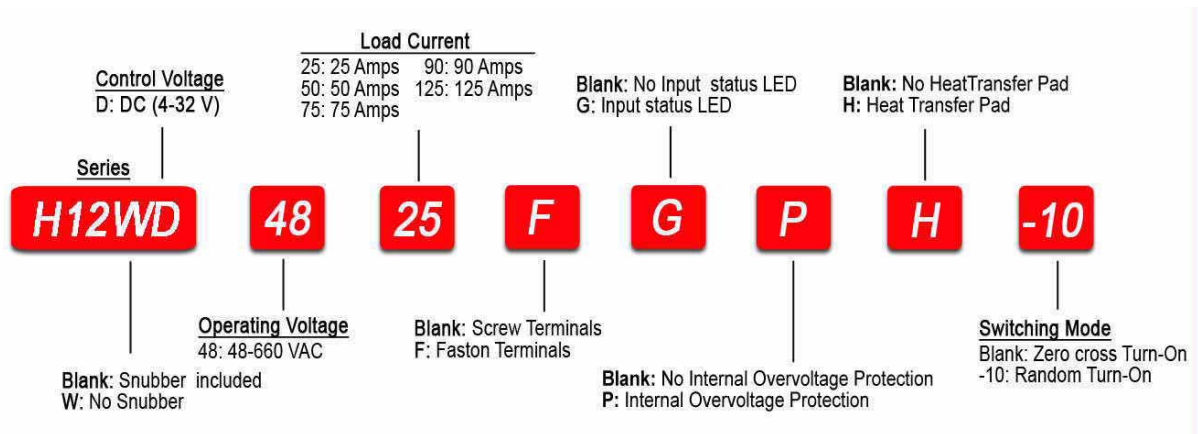 Load Current
25: 25 Amps 90: 90 Amps
50: 50 Amps 125: 125 Amps
75: 75 Amps
Control Voltage
D: DC (4-32 V)
Blank: No Input status LED
G: Input status LED
Blank: No HeatTransfer Pad
H: Heat Transfer Pad
Series
H12WD 48 25 F G P H -10
Operating Voltage
48: 48-660 VAC
Blank: Screw Terminals
F: Faston Terminals
Switching Mode
Blank: Zero cross Turn-On
-10: Random Turn-On
Blank: Snubber included
W: No Snubber
Blank: No Internal Overvoltage Protection
P: Internal Overvoltage Protection